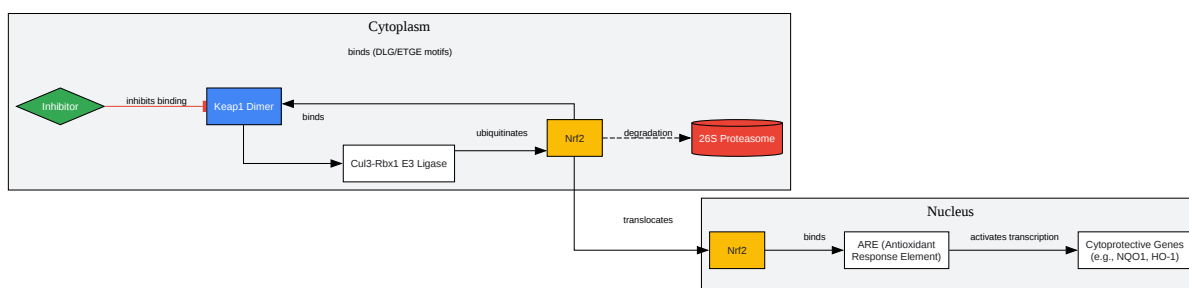 Cytoplasm
binds (DLG/ETGE motifs)
Inhibitor
inhibits binding
Keap1 Dimer
binds
Cul3-Rbx1 E3 Ligase
ubiquitinates
Nrf2
degradation
26S Proteasome
translocates
Nucleus
Nrf2
binds
ARE (Antioxidant
Response Element)
activates transcription
Cytoprotective Genes
(e.g., NQO1, HO-1)